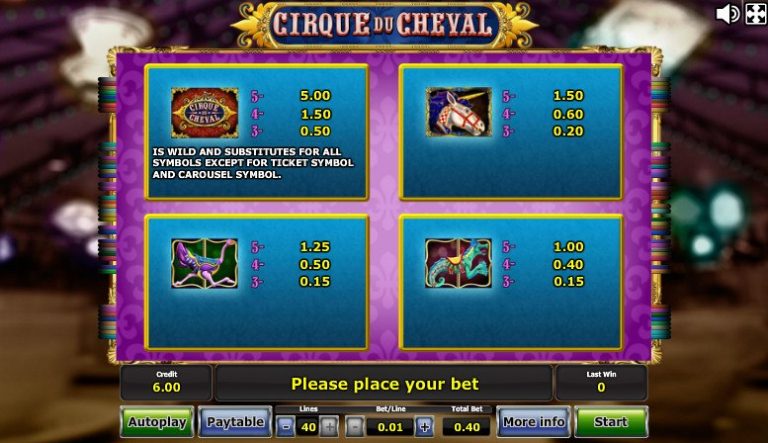 CIRQUE DU CHEVAL
CIRQUE
DU
CHEVAL
5- 5.00
4- 1.50
3- 0.50
IS WILD AND SUBSTITUTES FOR ALL
SYMBOLS EXCEPT FOR TICKET SYMBOL
AND CAROUSEL SYMBOL.
5- 1.50
4- 0.60
3- 0.20
5- 1.25
4- 0.50
3- 0.15
5- 1.00
4- 0.40
3- 0.15
Credit
6.00
Please place your bet
Last Win
0
Autoplay
Paytable
Lines
- 40 +
Bet/Line
- 0.01 +
Total Bet
0.40
More info
Start